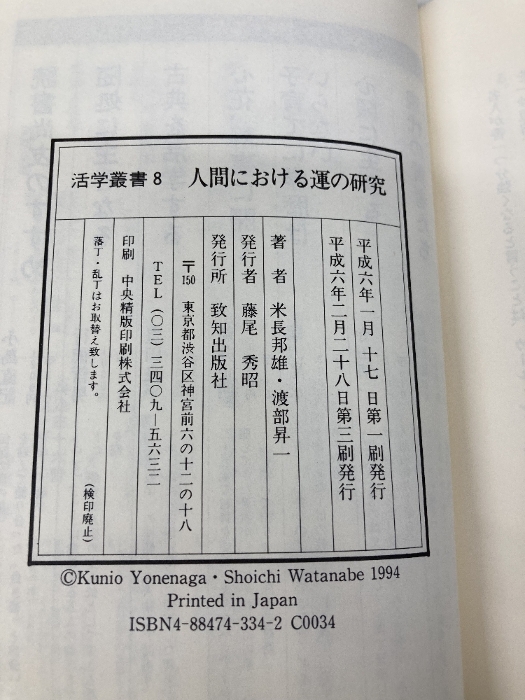 活学叢書8 人間における運の研究
平成六年一月十七日第一刷発行
平成六年二月二十八日第三刷発行
著者 米長邦雄・渡部昇一
発行者 藤尾秀昭
発行所 致知出版社
〒150 東京都渋谷区神宮前六の十二の十八
TEL(〇三)三四〇九―五六三二
印刷 中央精版印刷株式会社
落丁・乱丁はお取替え致します。
(検印廃止)
©Kunio Yonenaga・Shoichi Watanabe 1994
Printed in Japan
ISBN4-88474-334-2 C0034